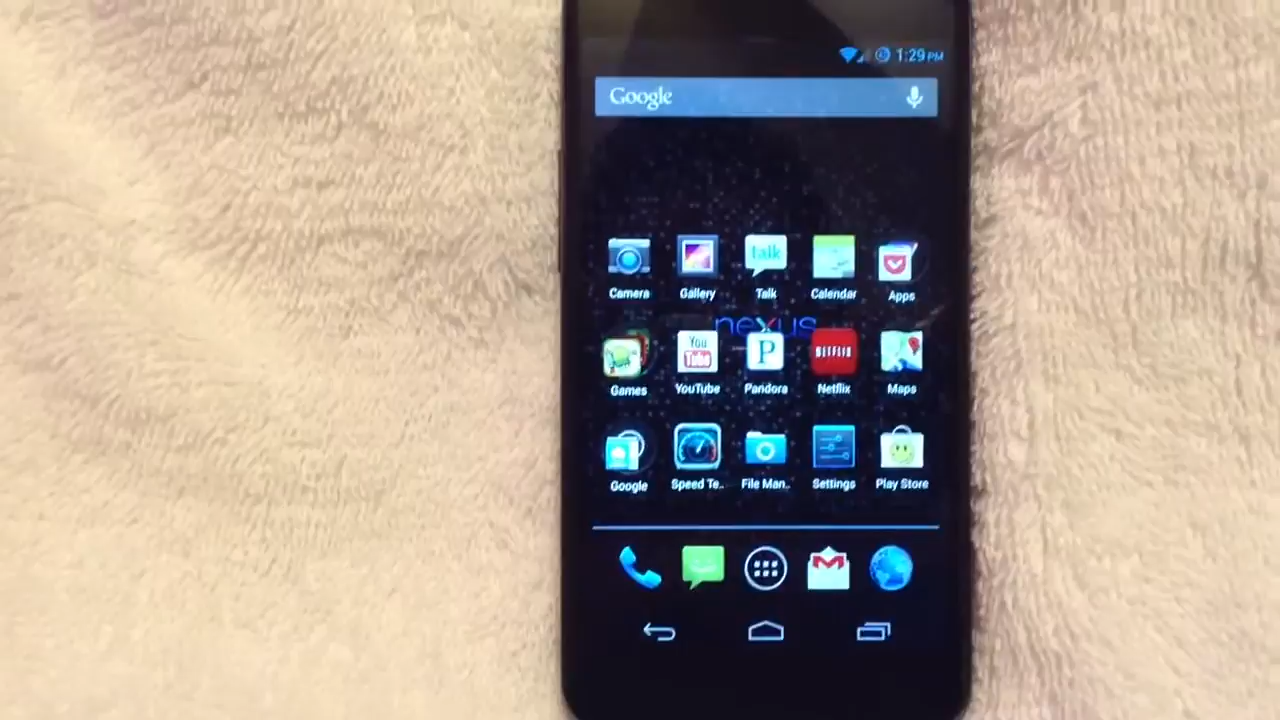 1:29 PM
Google
talk
Camera Gallery Talk Calendar Apps
nexus
You
Tube
P
NETFLIX
Games YouTube Pandora Netflix Maps
Google Speed Te.. File Man.. Settings Play Store